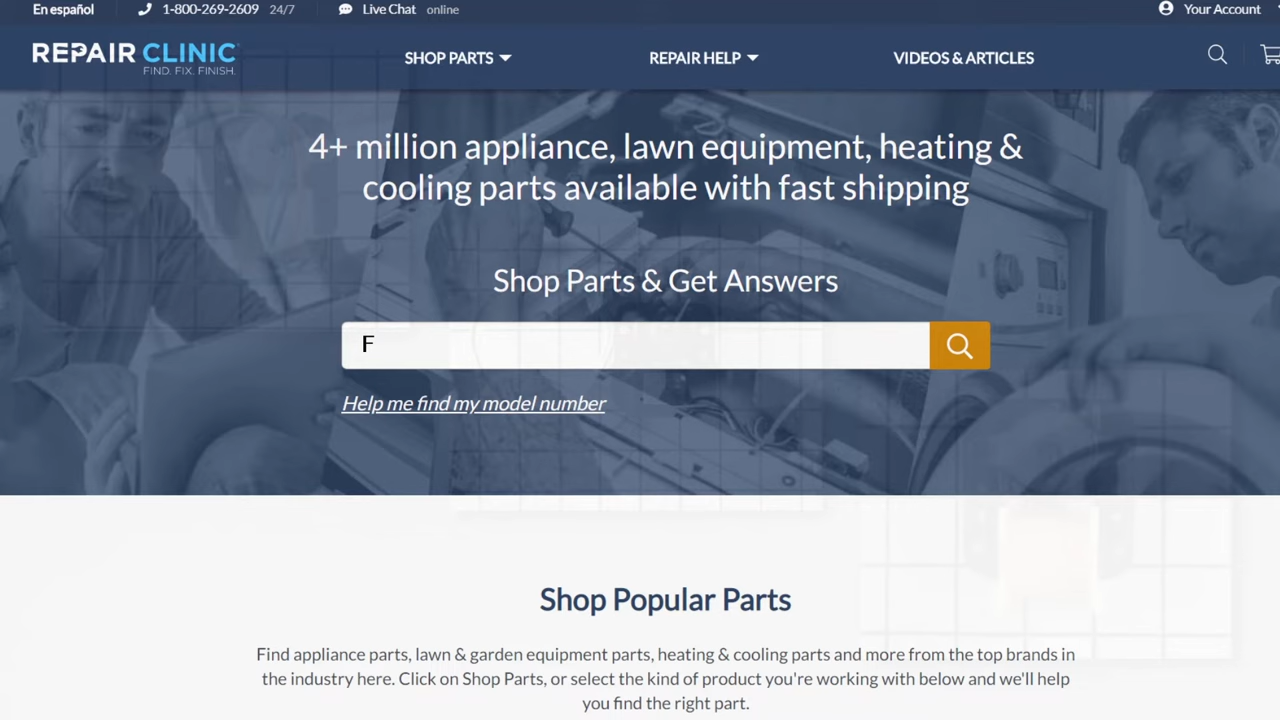 En español 1-800-269-2609 24/7 Live Chat online Your Account
REPAIR CLINIC
FIND. FIX. FINISH.
SHOP PARTS REPAIR HELP VIDEOS & ARTICLES
4+ million appliance, lawn equipment, heating &
cooling parts available with fast shipping
Shop Parts & Get Answers
F
Help me find my model number
Shop Popular Parts
Find appliance parts, lawn & garden equipment parts, heating & cooling parts and more from the top brands in
the industry here. Click on Shop Parts, or select the kind of product you're working with below and we'll help
you find the right part.